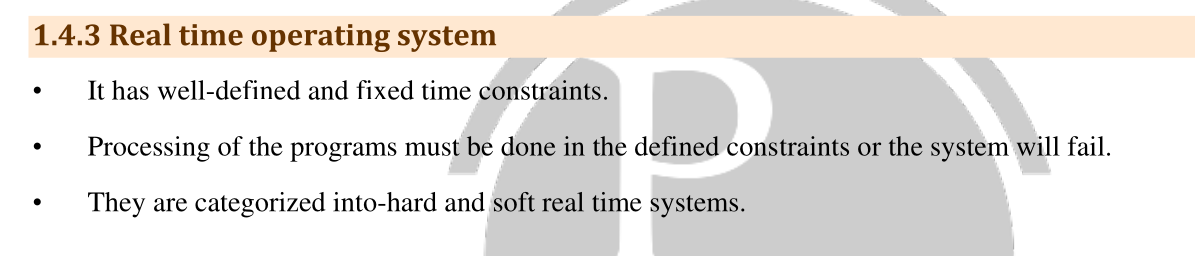 1.4.3 Real time operating system
• It has well-defined and fixed time constraints.
• Processing of the programs must be done in the defined constraints or the system will fail.
• They are categorized into-hard and soft real time systems.
P